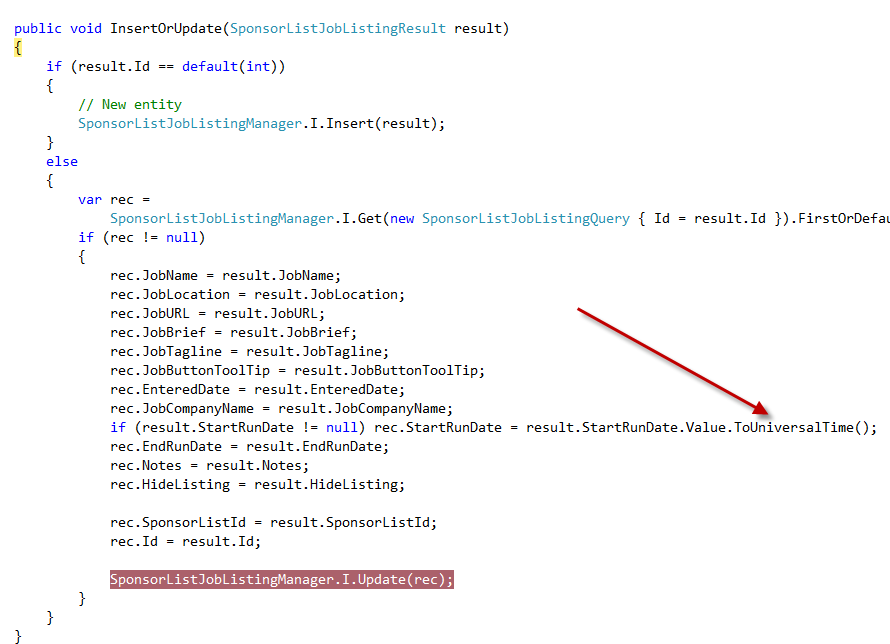 public void InsertOrUpdate(SponsorListJobListingResult result)
{
    if (result.Id == default(int))
    {
        // New entity
        SponsorListJobListingManager.I.Insert(result);
    }
    else
    {
        var rec =
            SponsorListJobListingManager.I.Get(new SponsorListJobListingQuery { Id = result.Id }).FirstOrDefau
        if (rec != null)
        {
            rec.JobName = result.JobName;
            rec.JobLocation = result.JobLocation;
            rec.JobURL = result.JobURL;
            rec.JobBrief = result.JobBrief;
            rec.JobTagline = result.JobTagline;
            rec.JobButtonToolTip = result.JobButtonToolTip;
            rec.EnteredDate = result.EnteredDate;
            rec.JobCompanyName = result.JobCompanyName;
            if (result.StartRunDate != null) rec.StartRunDate = result.StartRunDate.Value.ToUniversalTime();
            rec.EndRunDate = result.EndRunDate;
            rec.Notes = result.Notes;
            rec.HideListing = result.HideListing;

            rec.SponsorListId = result.SponsorListId;
            rec.Id = result.Id;

            SponsorListJobListingManager.I.Update(rec);
        }
    }
}